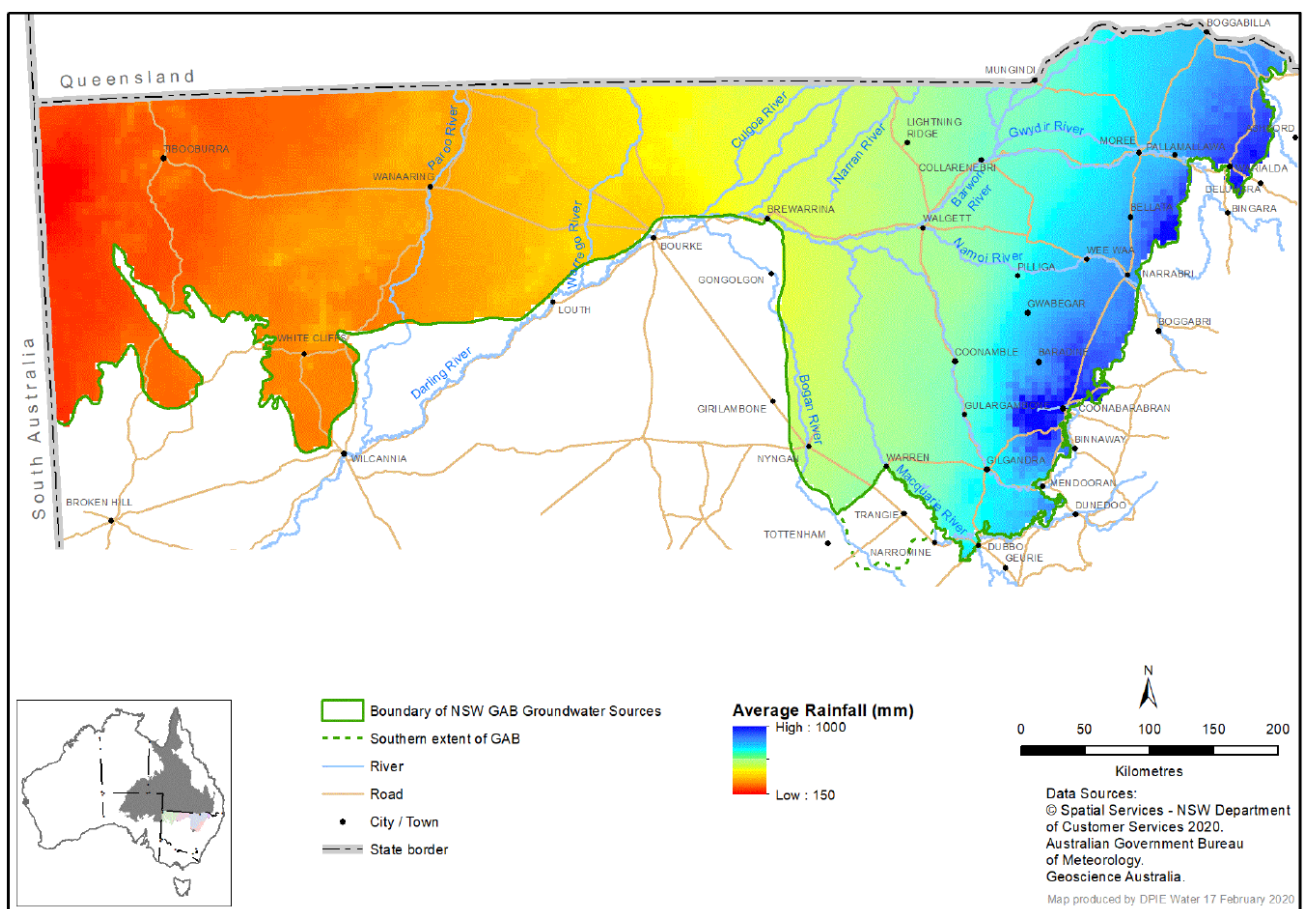 BOGGABILLA
Queensland
MUNGINDI
TIBOOBURRA
Paroo River
Culgoa River
Narran River
LIGHTNING
RIDGE
Gwydir River
MOREE
PALLAMALLAWA
WANAARING
COLLARENEBRI
Barwon
River
DELUNGRA
BINGARA
BREWARRINA
WALGETT
BELLATA
Warrego River
BOURKE
Namoi River
WEE WAA
GONGOLGON
PILLIGA
NARRABRI
LOUTH
GWABEGAR
BOGGABRI
WHITE CLIFFS
South Australia
Darling River
COONAMBLE
BARADINE
Bogan River
GIRILAMBONE
GULARGAMBONE
COONABARABRAN
WILCANNIA
NYNGAN
WARREN
GILGANDRA
BINNAWAY
Macquarie River
MENDOORAN
BROKEN HILL
TRANGIE
DUNEDOO
TOTTENHAM
NARROMINE
DUBBO
GEURIE
Boundary of NSW GAB Groundwater Sources
Southern extent of GAB
River
Road
City / Town
State border
Average Rainfall (mm)
High : 1000
Low : 150
N
0 50 100 150 200
Kilometres
Data Sources:
© Spatial Services - NSW Department
of Customer Services 2020.
Australian Government Bureau
of Meteorology.
Geoscience Australia.
Map produced by DPIE Water 17 February 2020